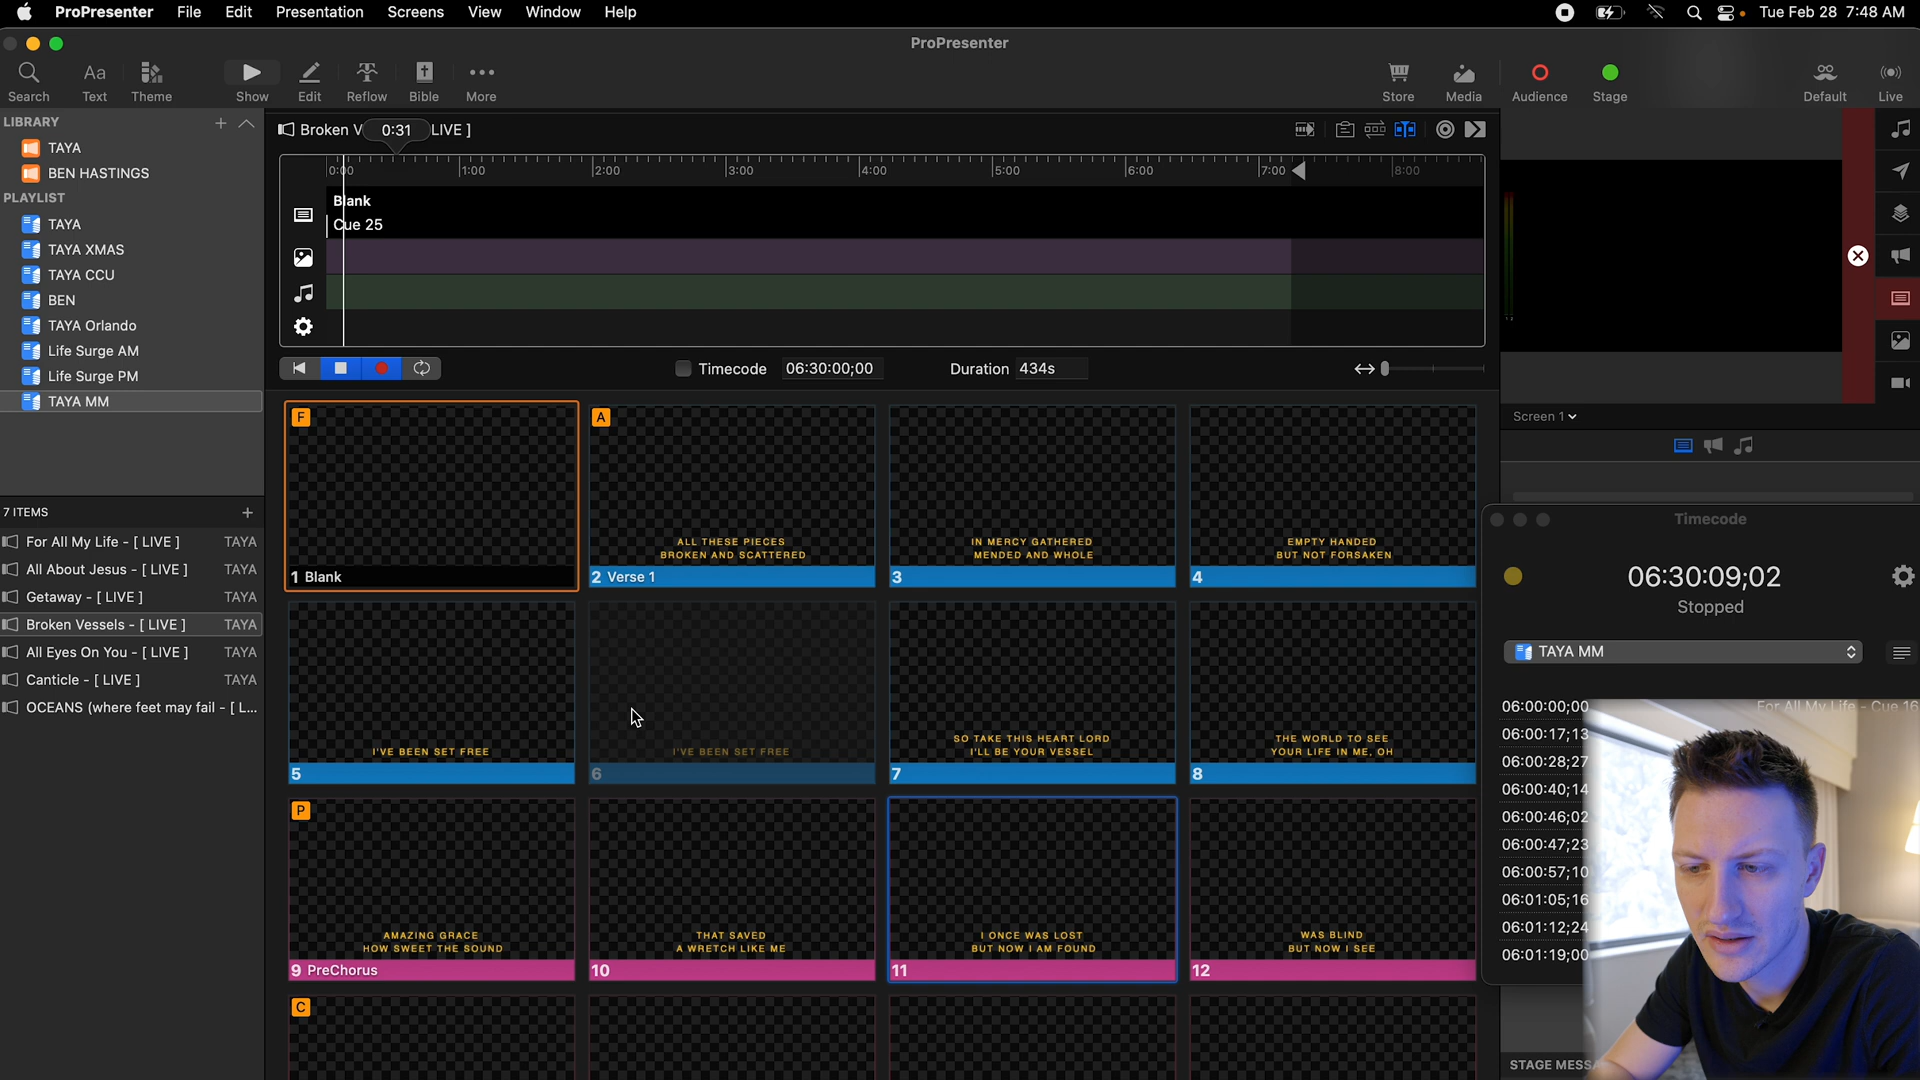 ProPresenter File Edit Presentation Screens View Window Help Tue Feb 28 7:48 AM
ProPresenter
Search Text Theme Show Edit Reflow Bible More Store Media Audience Stage Default Live
LIBRARY
TAYA
BEN HASTINGS
PLAYLIST
TAYA
TAYA XMAS
TAYA CCU
BEN
TAYA Orlando
Life Surge AM
Life Surge PM
TAYA MM
7 ITEMS
For All My Life - [ LIVE ] TAYA
All About Jesus - [ LIVE ] TAYA
Getaway - [ LIVE ] TAYA
Broken Vessels - [ LIVE ] TAYA
All Eyes On You - [ LIVE ] TAYA
Canticle - [ LIVE ] TAYA
OCEANS (where feet may fail - [ L...
Broken V 0:31 LIVE ]
0:00 1:00 2:00 3:00 4:00 5:00 6:00 7:00 8:00
Blank
Cue 25
Timecode 06:30:00;00 Duration 434s
F
1 Blank
A
ALL THESE PIECES
BROKEN AND SCATTERED
2 Verse 1
IN MERCY GATHERED
MENDED AND WHOLE
3
EMPTY HANDED
BUT NOT FORSAKEN
4
I'VE BEEN SET FREE
5
I'VE BEEN SET FREE
6
SO TAKE THIS HEART LORD
I'LL BE YOUR VESSEL
7
THE WORLD TO SEE
YOUR LIFE IN ME, OH
8
P
AMAZING GRACE
HOW SWEET THE SOUND
9 PreChorus
THAT SAVED
A WRETCH LIKE ME
10
I ONCE WAS LOST
BUT NOW I AM FOUND
11
WAS BLIND
BUT NOW I SEE
12
C
1 2
Screen 1
Timecode
06:30:09;02
Stopped
TAYA MM
06:00:00;00 For All My Life - Cue 16
06:00:17;13
06:00:28;27
06:00:40;14
06:00:46;02
06:00:47;23
06:00:57;10
06:01:05;16
06:01:12;24
06:01:19;00
STAGE MESSA